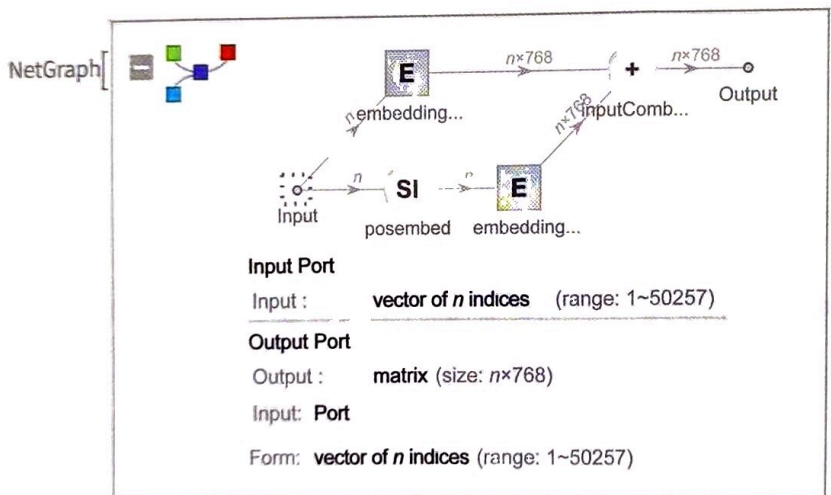 NetGraph[
E
n×768
+
n×768
Output
embedding...
n
n×768
inputComb...
Input
n
SI
n
E
posembed
embedding...
Input Port
Input :  vector of n indices  (range: 1~50257)
Output Port
Output :  matrix (size: n×768)
Input: Port
Form: vector of n indices (range: 1~50257)